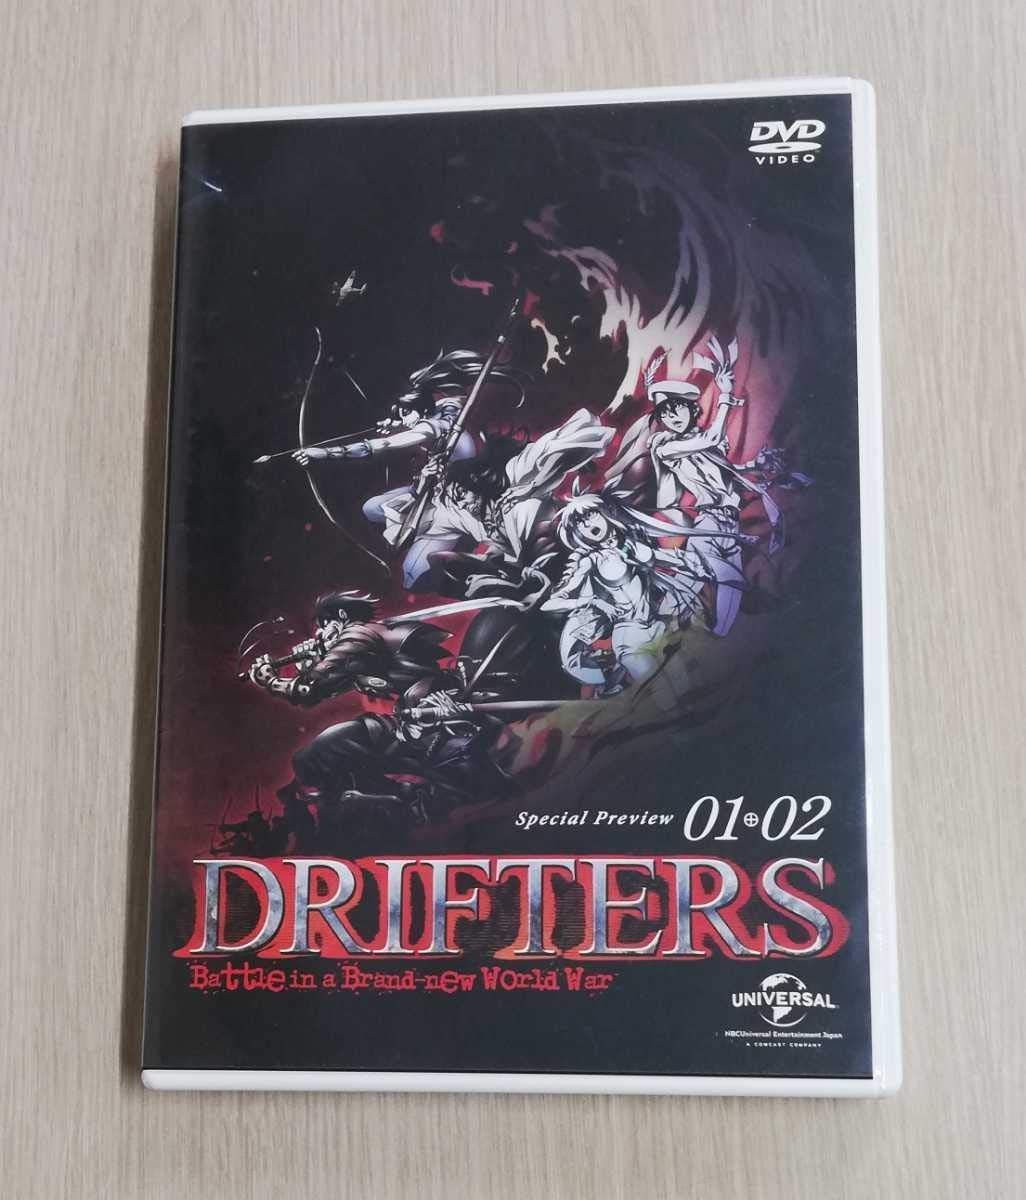 DVD
VIDEO
Special Preview 01+02
DRIFTERS
Battle in a Brand-new World War
UNIVERSAL
NBCUniversal Entertainment Japan
A COMCAST COMPANY